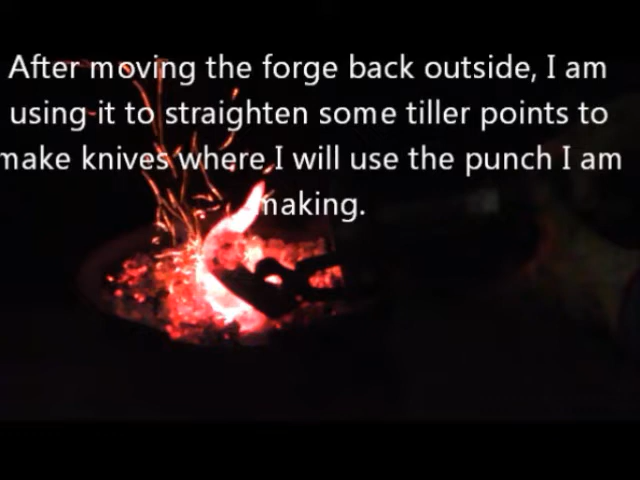 After moving the forge back outside, I am
using it to straighten some tiller points to
make knives where I will use the punch I am
making.